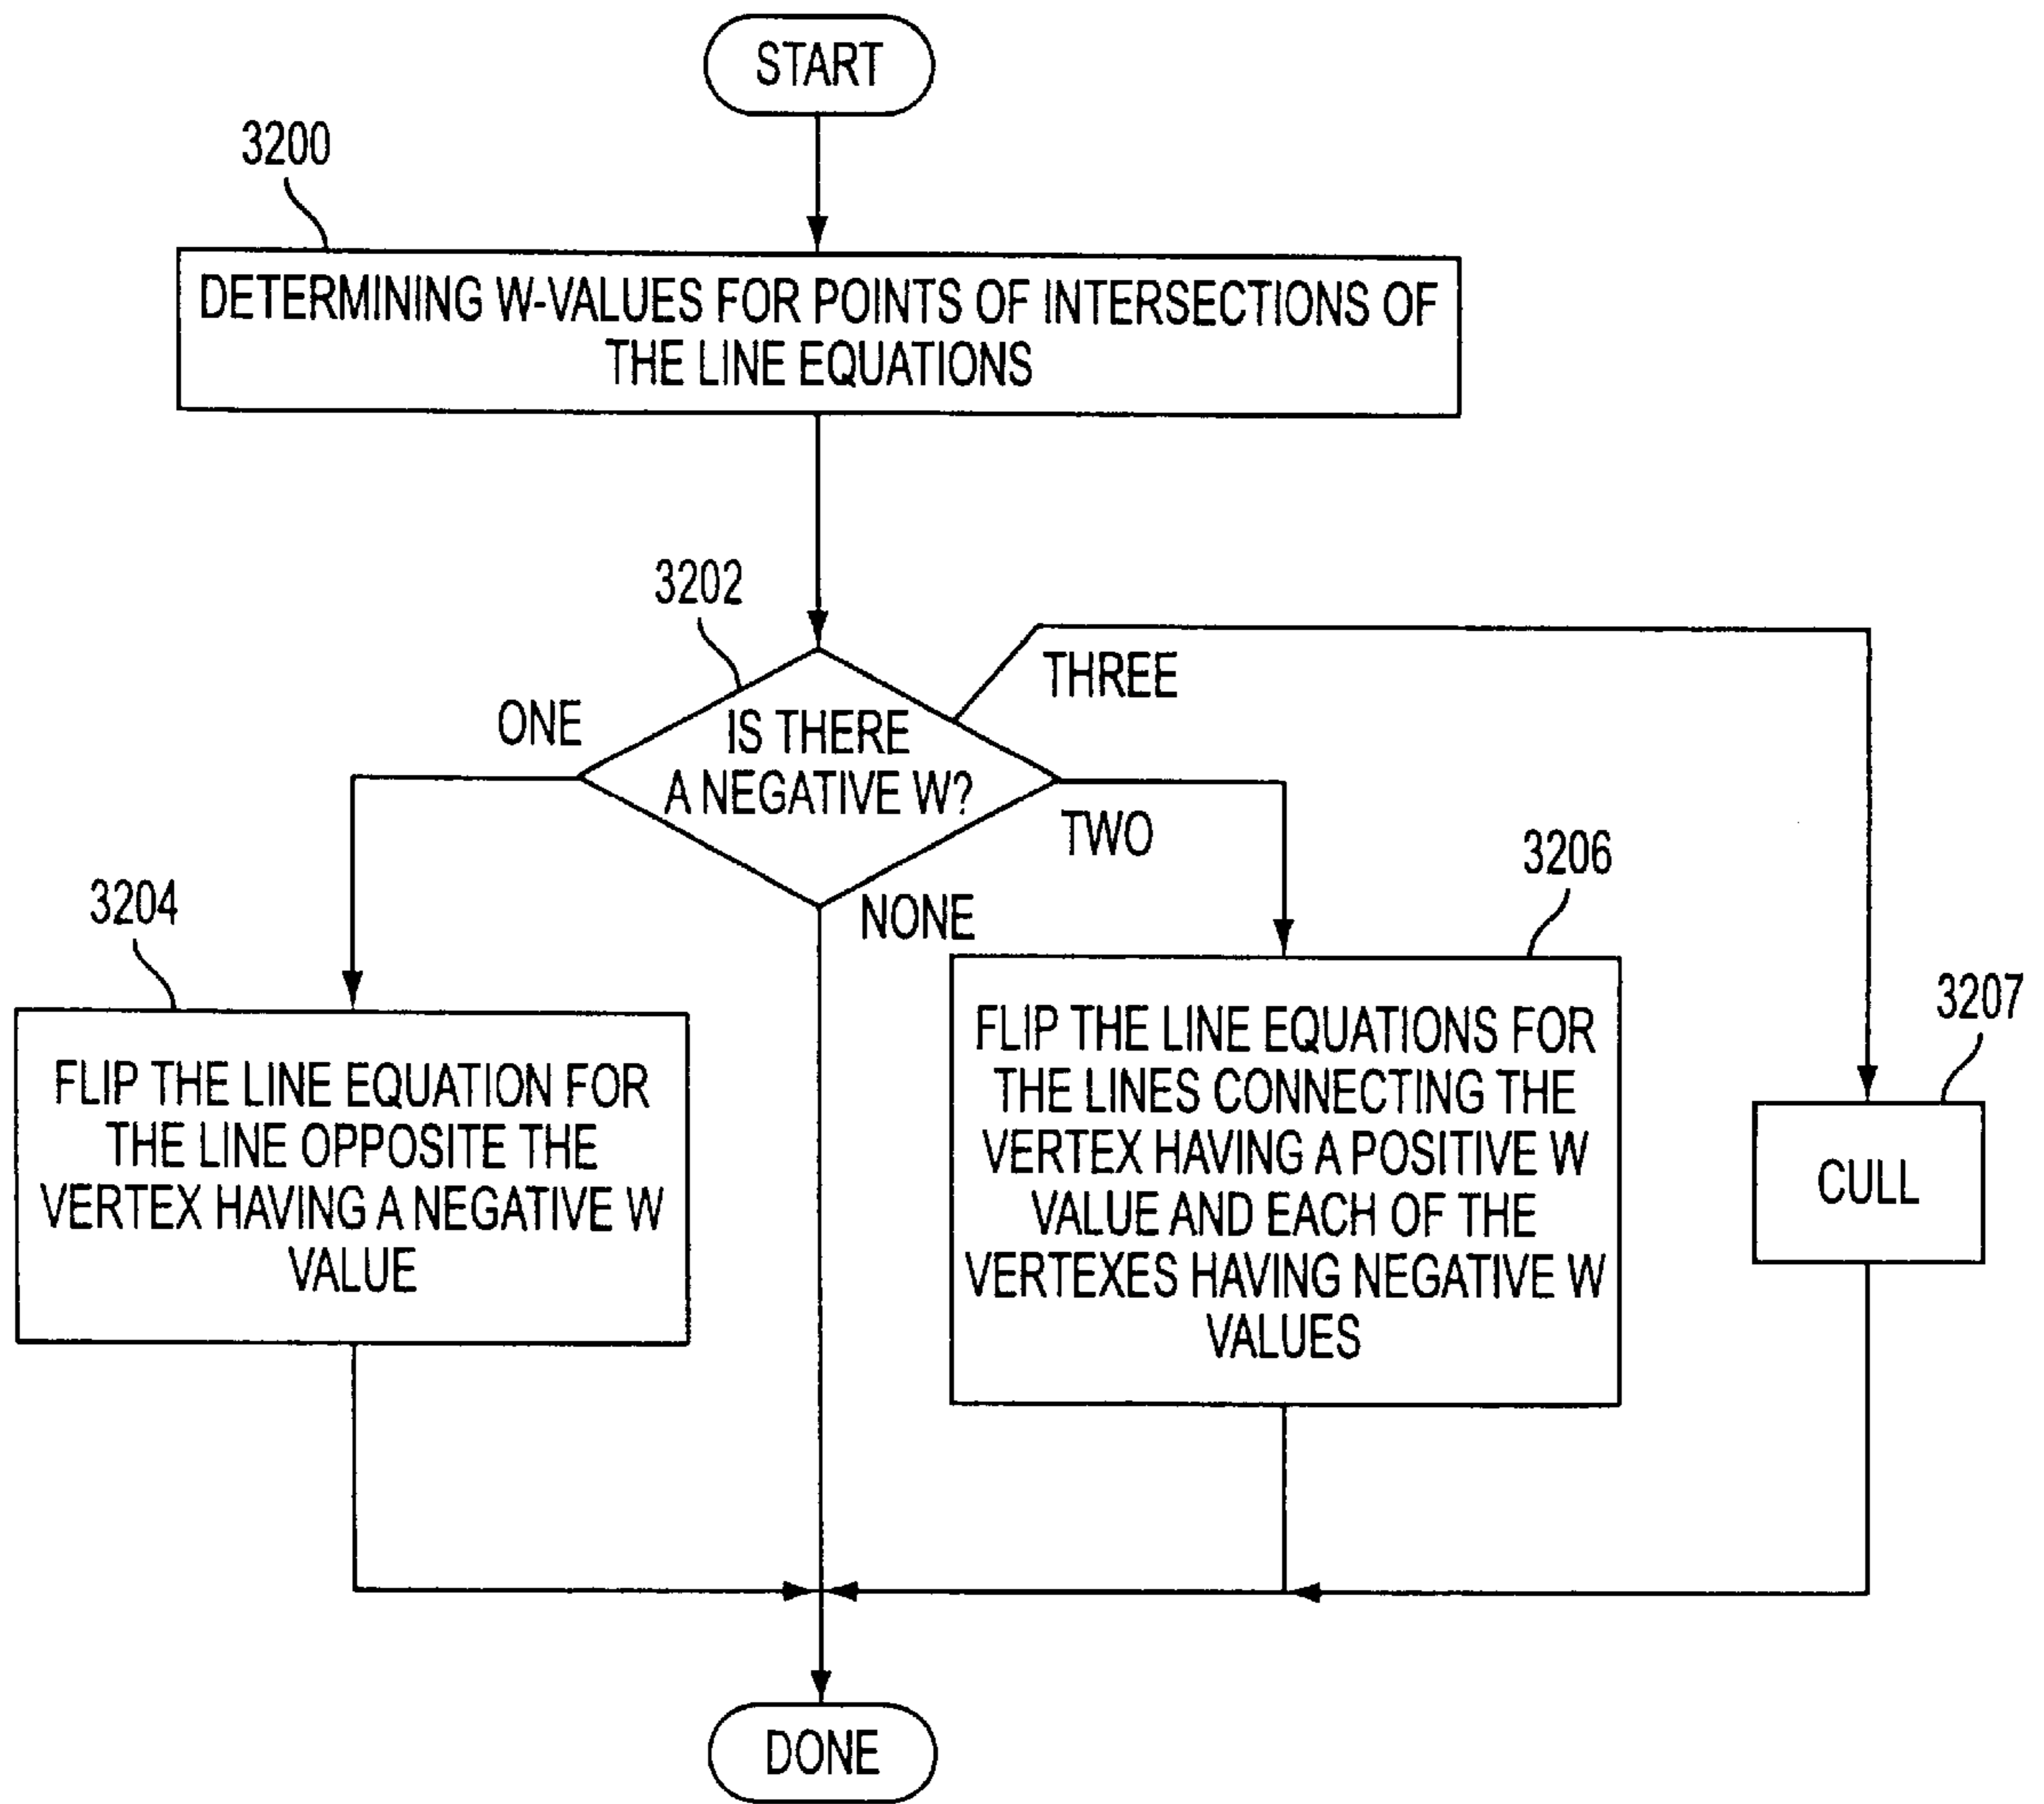 START
3200
DETERMINING W-VALUES FOR POINTS OF INTERSECTIONS OF
THE LINE EQUATIONS
3202
IS THERE
A NEGATIVE W?
ONE
THREE
TWO
NONE
3204
FLIP THE LINE EQUATION FOR
THE LINE OPPOSITE THE
VERTEX HAVING A NEGATIVE W
VALUE
3206
FLIP THE LINE EQUATIONS FOR
THE LINES CONNECTING THE
VERTEX HAVING A POSITIVE W
VALUE AND EACH OF THE
VERTEXES HAVING NEGATIVE W
VALUES
3207
CULL
DONE